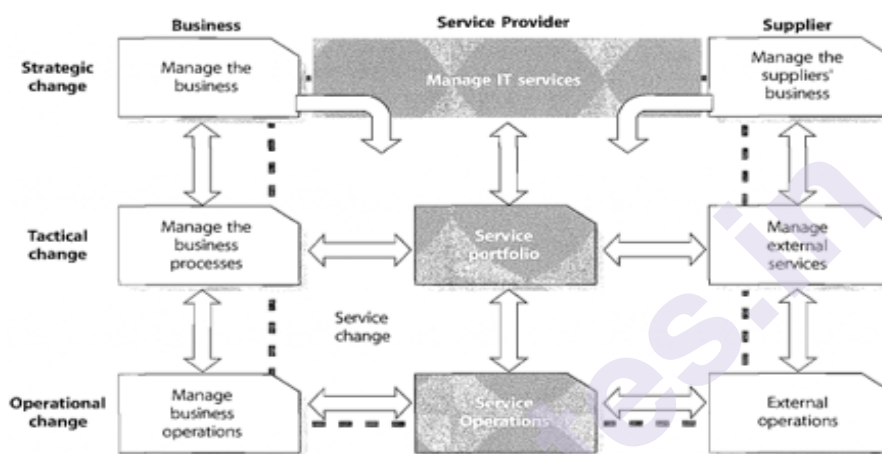 Business
Service Provider
Supplier
Strategic
change
Manage the
business
Manage IT services
Manage the
suppliers'
business
Tactical
change
Manage the
business
processes
Service
portfolio
Manage
external
services
Service
change
Operational
change
Manage
business
operations
Service
Operations
External
operations
tes.in